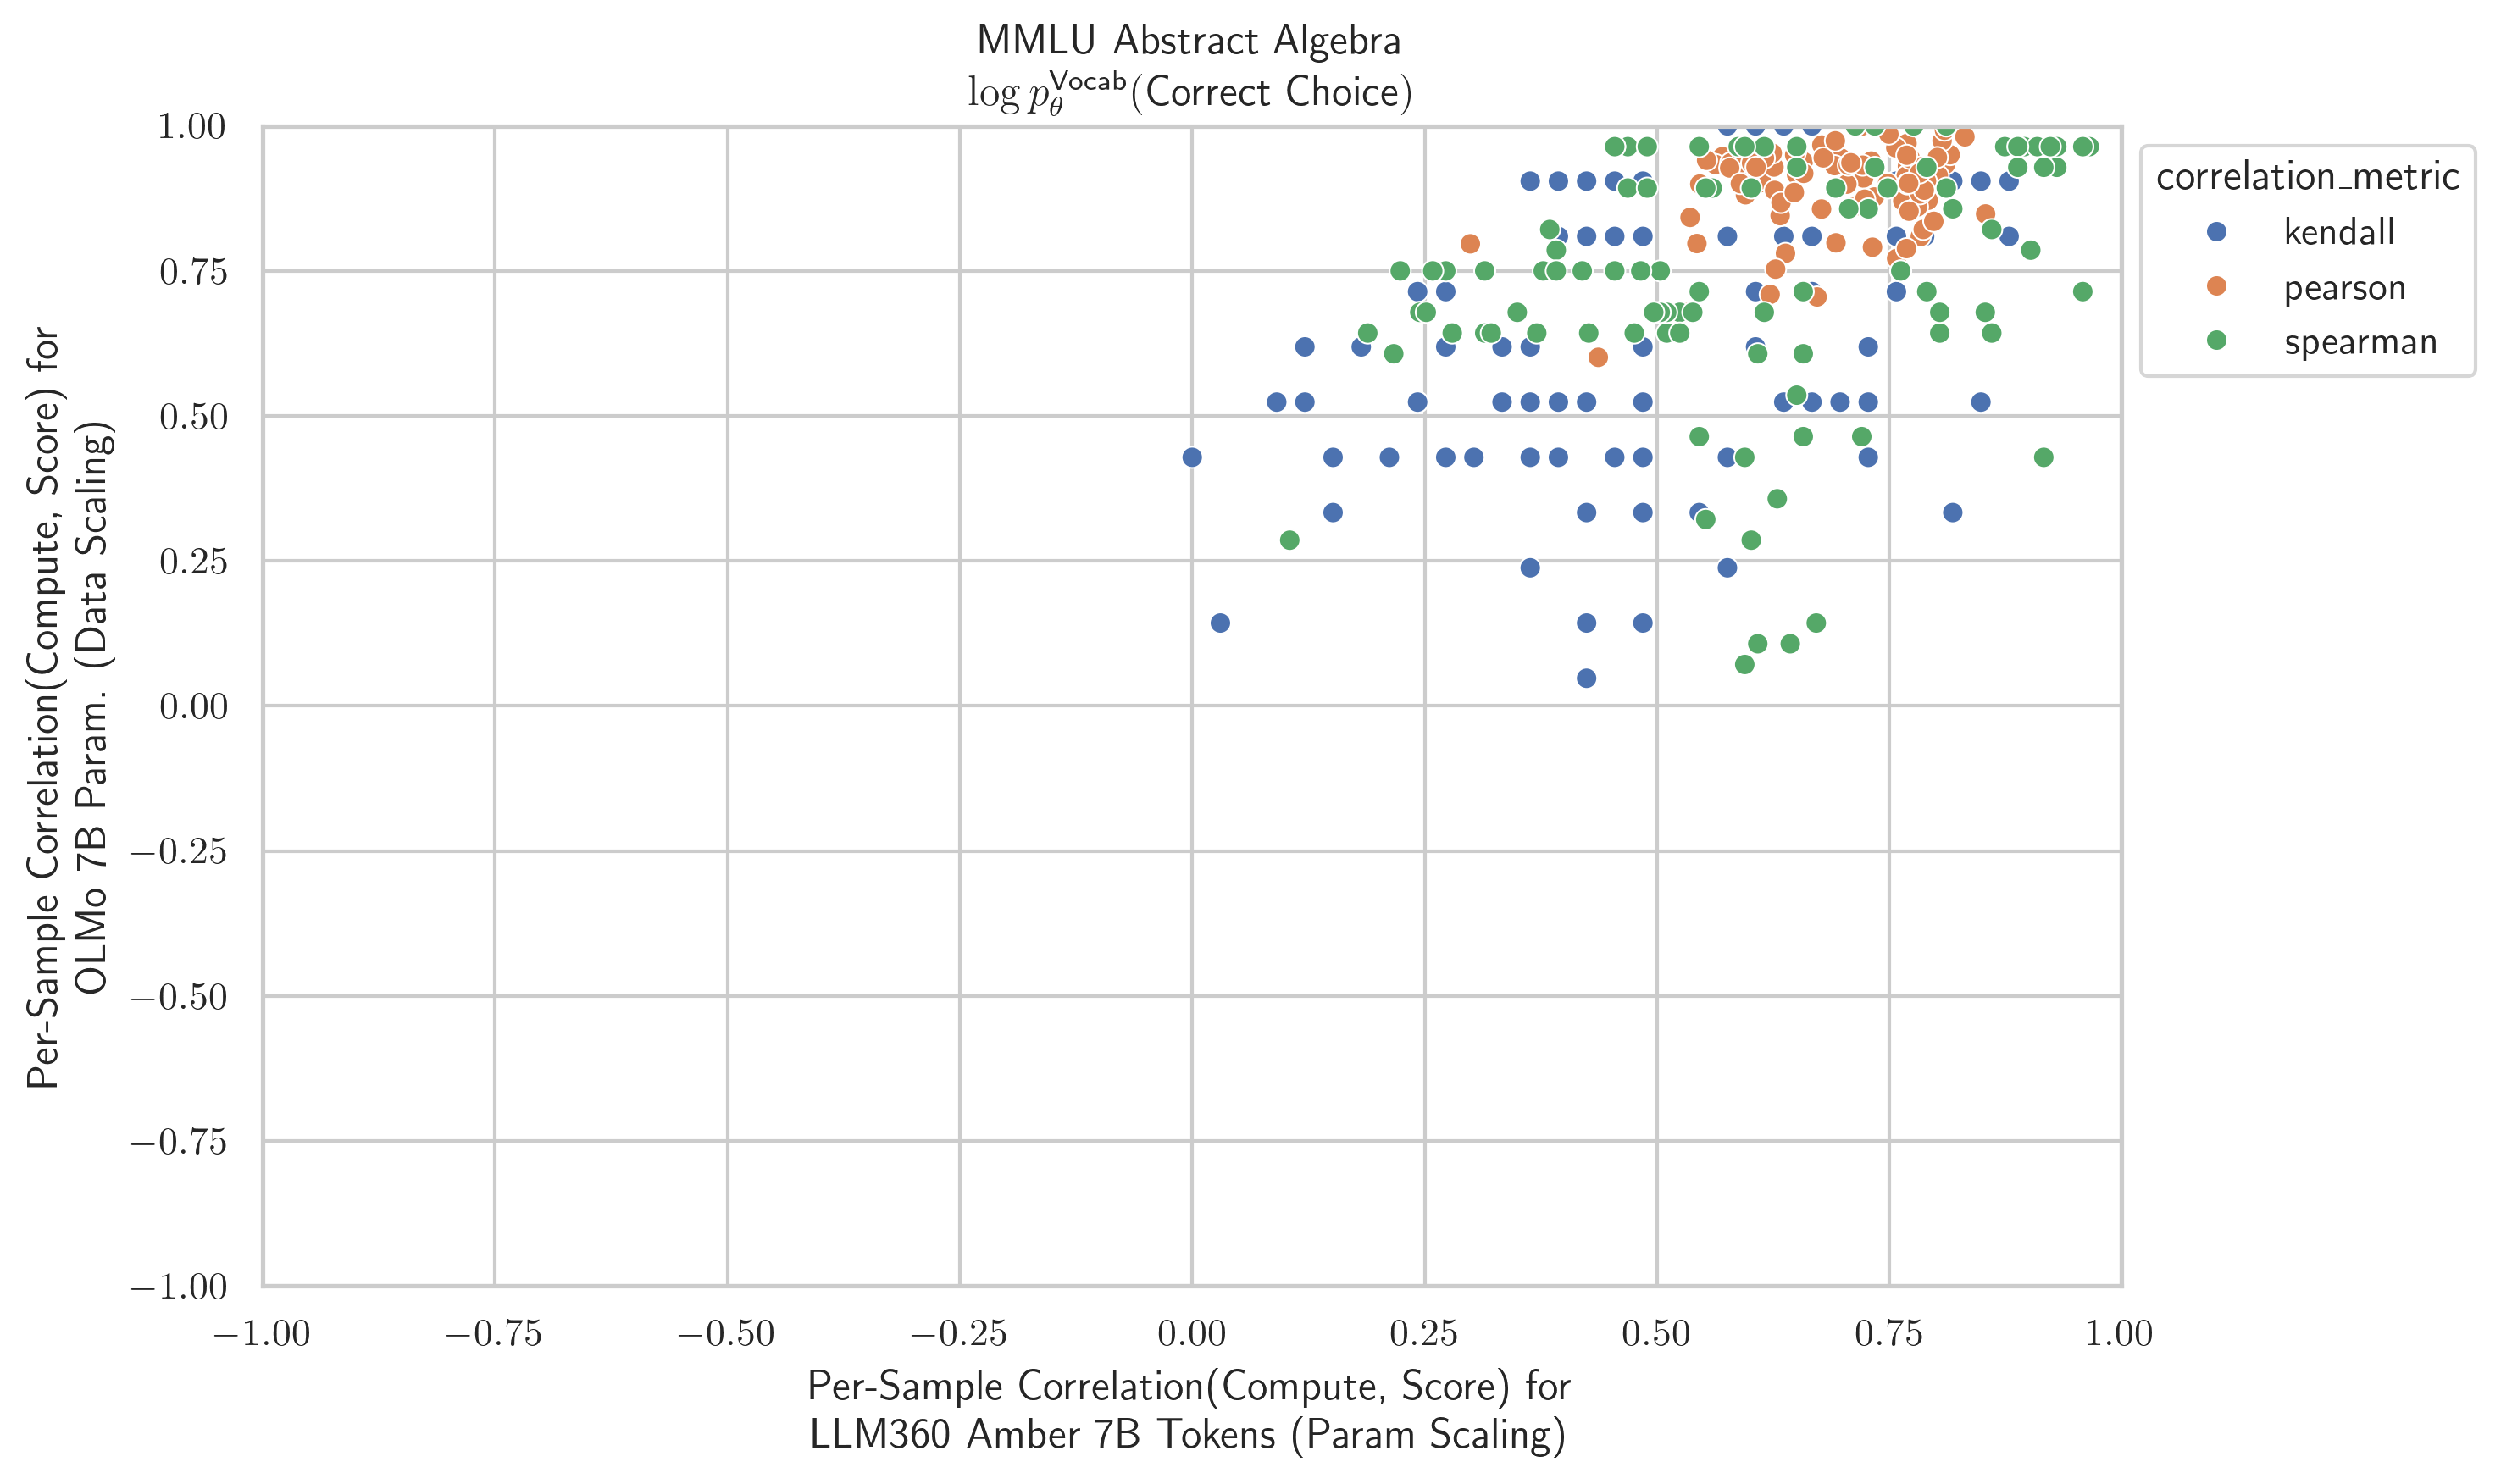 MMLU Abstract Algebra
log p_θ^Vocab(Correct Choice)
1.00
0.75
0.50
0.25
0.00
−0.25
−0.50
−0.75
−1.00
Per-Sample Correlation(Compute, Score) for
OLMo 7B Param. (Data Scaling)
correlation_metric
kendall
pearson
spearman
−1.00 −0.75 −0.50 −0.25 0.00 0.25 0.50 0.75 1.00
Per-Sample Correlation(Compute, Score) for
LLM360 Amber 7B Tokens (Param Scaling)